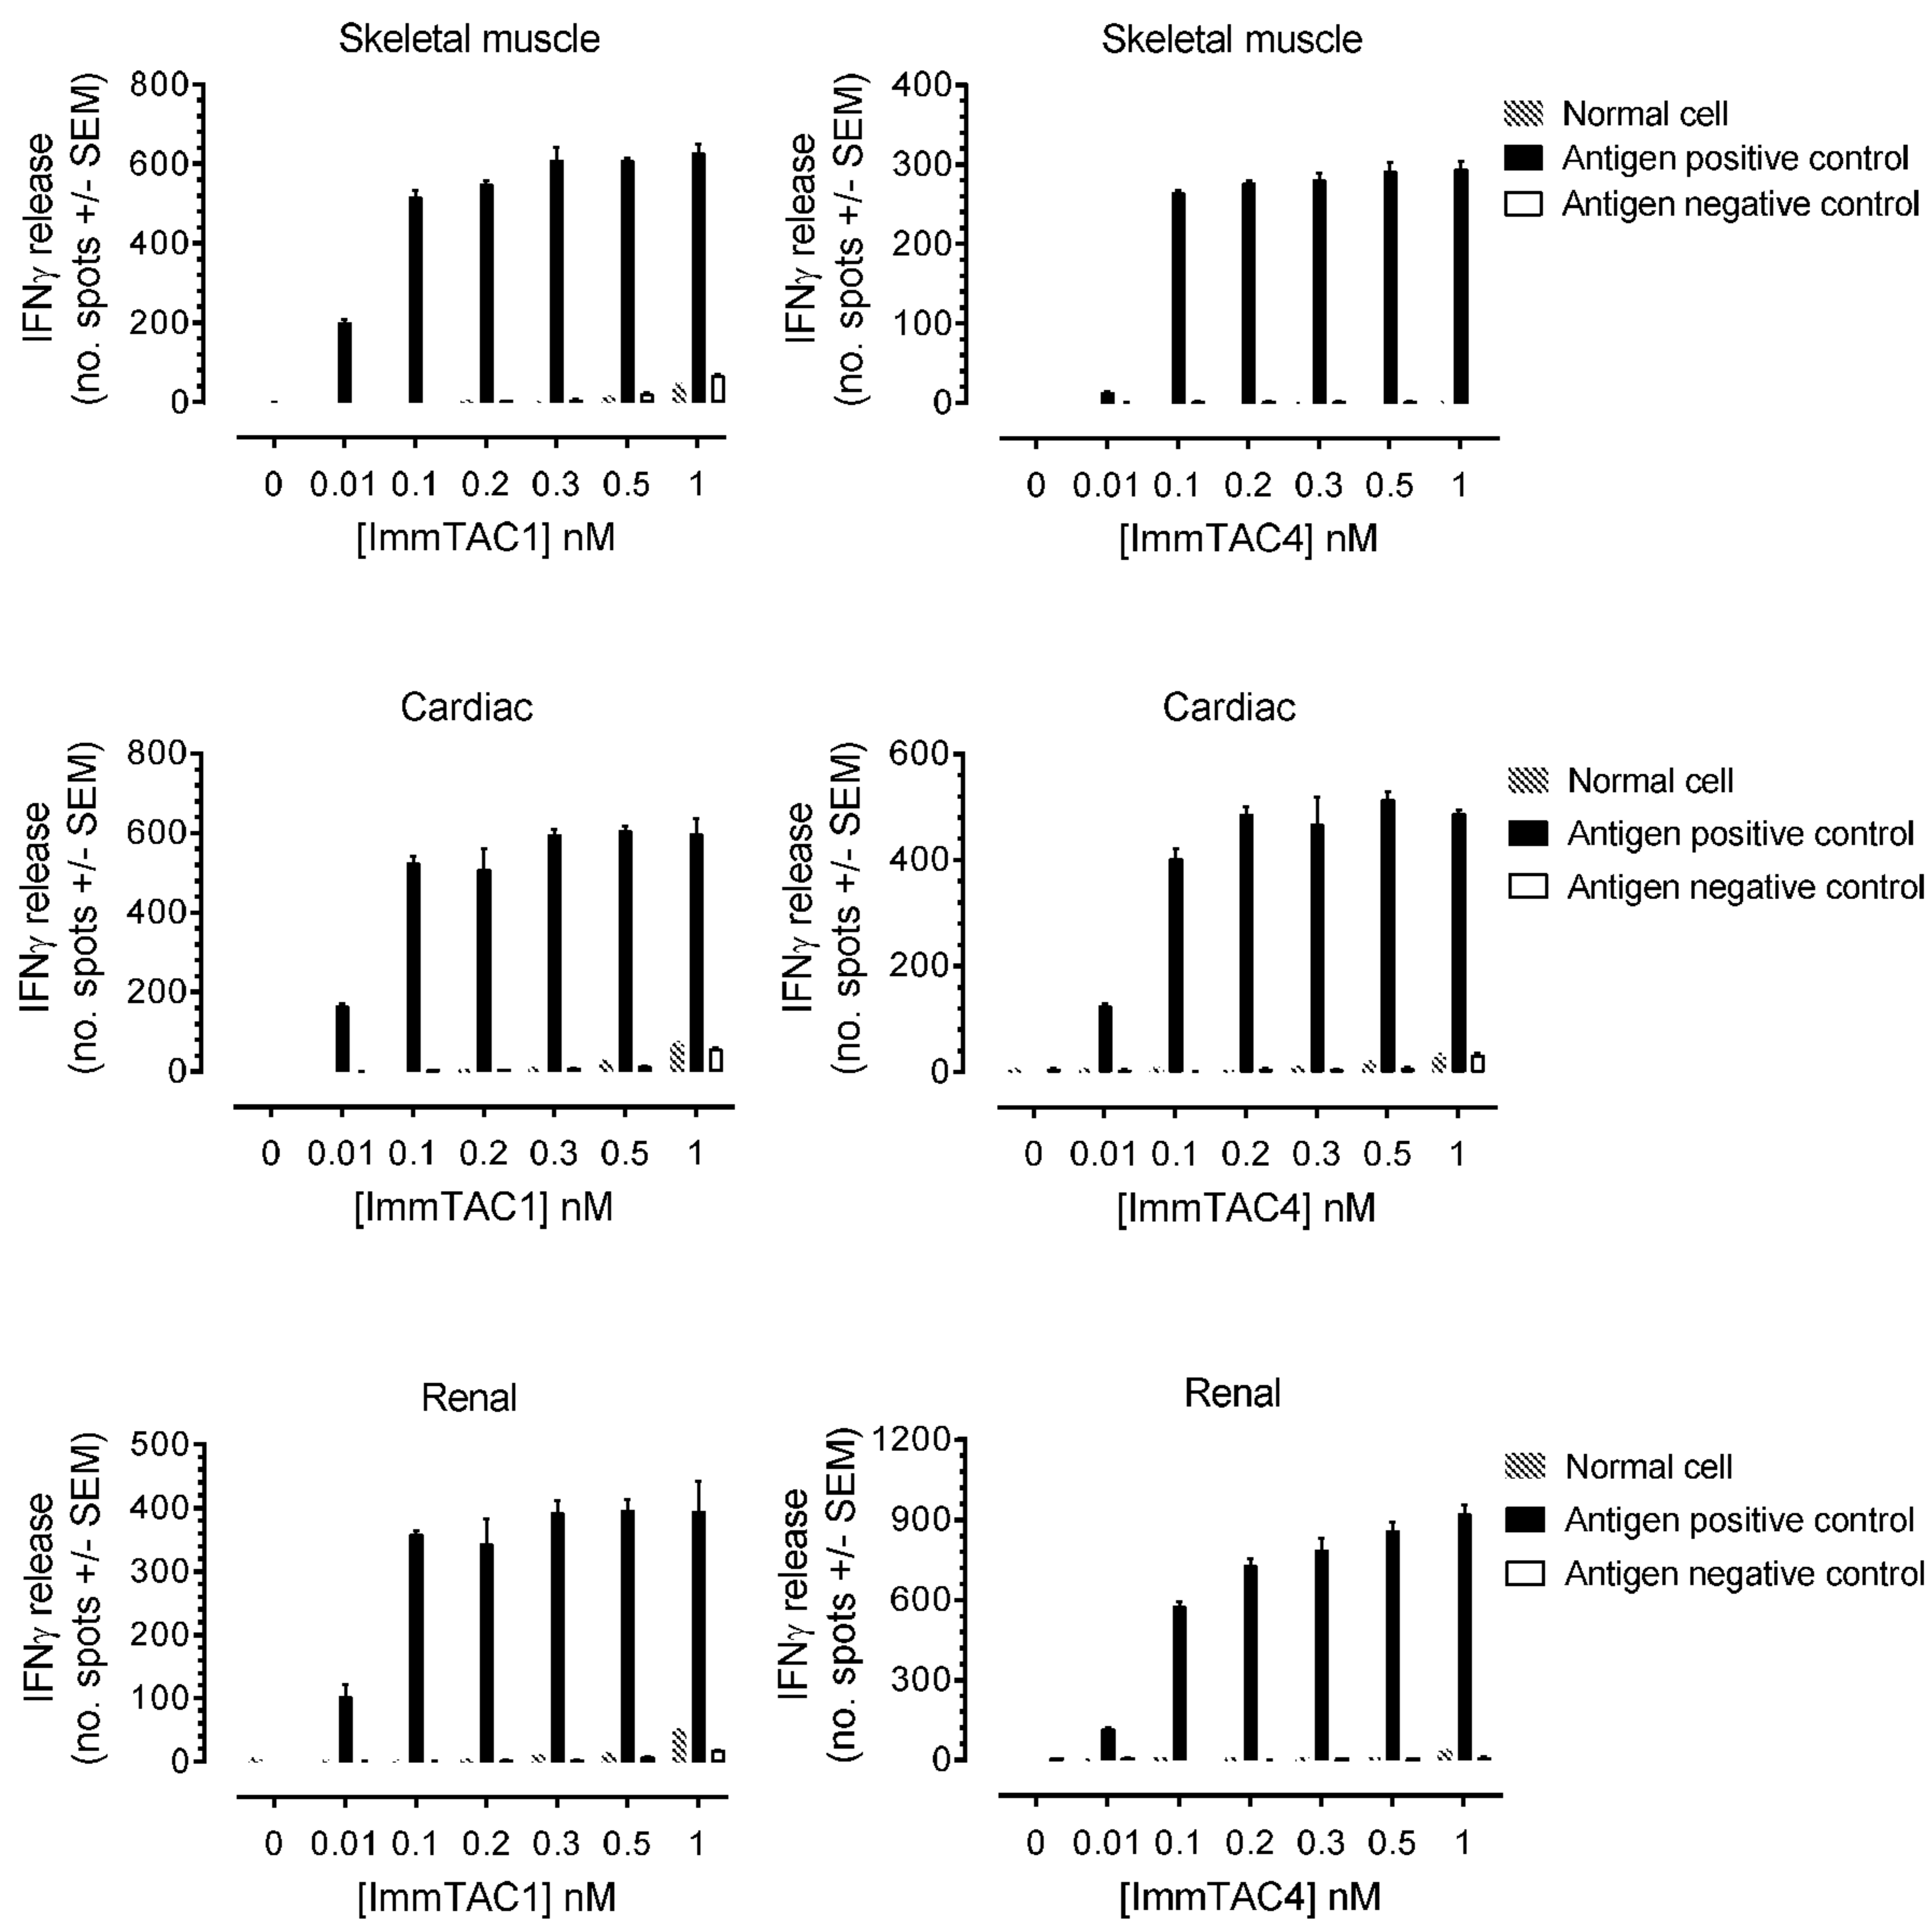 Skeletal muscle
IFNγ release
(no. spots +/- SEM)
800
600
400
200
0
0 0.01 0.1 0.2 0.3 0.5 1
[ImmTAC1] nM
Skeletal muscle
IFNγ release
(no. spots +/- SEM)
400
300
200
100
0
0 0.01 0.1 0.2 0.3 0.5 1
[ImmTAC4] nM
Normal cell
Antigen positive control
Antigen negative control
Cardiac
IFNγ release
(no. spots +/- SEM)
800
600
400
200
0
0 0.01 0.1 0.2 0.3 0.5 1
[ImmTAC1] nM
Cardiac
IFNγ release
(no. spots +/- SEM)
600
400
200
0
0 0.01 0.1 0.2 0.3 0.5 1
[ImmTAC4] nM
Normal cell
Antigen positive control
Antigen negative control
Renal
IFNγ release
(no. spots +/- SEM)
500
400
300
200
100
0
0 0.01 0.1 0.2 0.3 0.5 1
[ImmTAC1] nM
Renal
IFNγ release
(no. spots +/- SEM)
1200
900
600
300
0
0 0.01 0.1 0.2 0.3 0.5 1
[ImmTAC4] nM
Normal cell
Antigen positive control
Antigen negative control